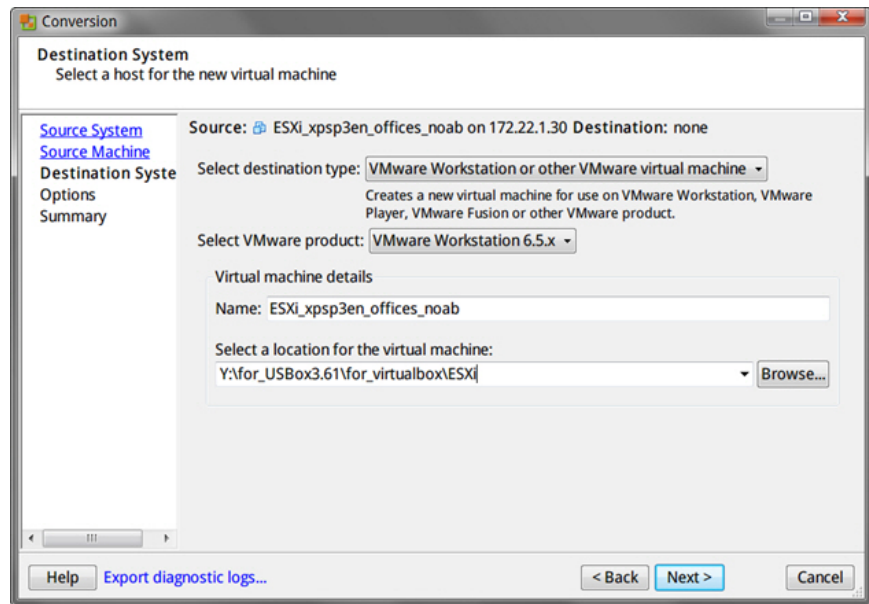 Conversion
Destination System
Select a host for the new virtual machine
Source System
Source Machine
Destination Syste
Options
Summary
Source: ESXi_xpsp3en_offices_noab on 172.22.1.30 Destination: none
Select destination type: VMware Workstation or other VMware virtual machine
Creates a new virtual machine for use on VMware Workstation, VMware
Player, VMware Fusion or other VMware product.
Select VMware product: VMware Workstation 6.5.x
Virtual machine details
Name: ESXi_xpsp3en_offices_noab
Select a location for the virtual machine:
Y:\for_USBox3.61\for_virtualbox\ESXi Browse...
Help Export diagnostic logs... < Back Next > Cancel